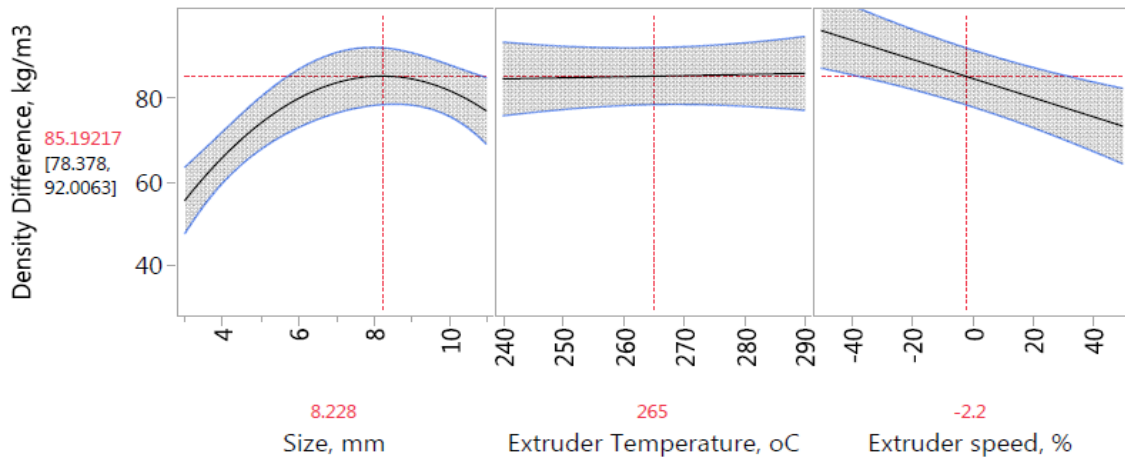 Density Difference, kg/m3
85.19217
[78.378,
92.0063]
80
60
40
4 6 8 10
240 250 260 270 280 290
-40 -20 0 20 40
8.228 265 -2.2
Size, mm Extruder Temperature, oC Extruder speed, %